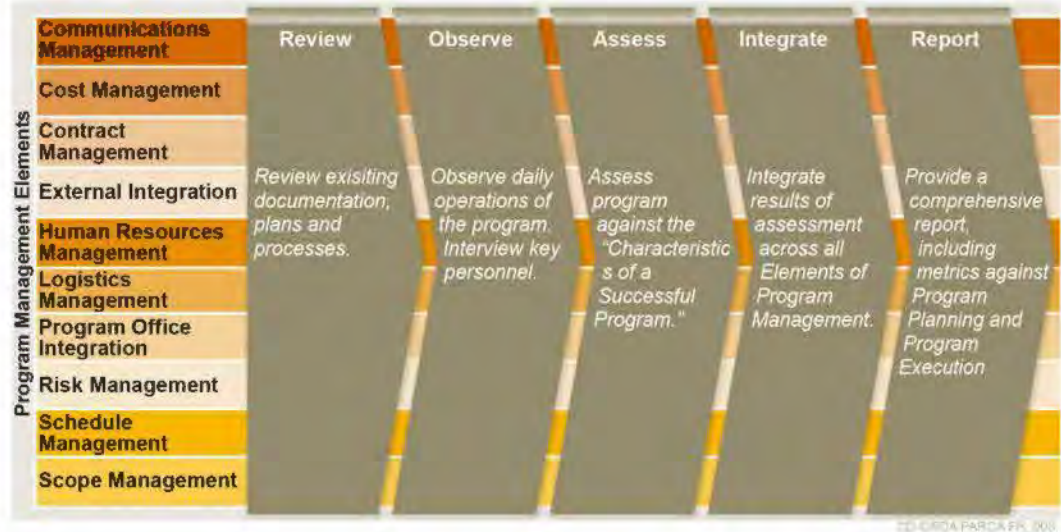 Program Management Elements
Communications
Management
Cost Management
Contract
Management
External Integration
Human Resources
Management
Logistics
Management
Program Office
Integration
Risk Management
Schedule
Management
Scope Management
Review
Review exisiting
documentation,
plans and
processes.
Observe
Observe daily
operations of
the program.
Interview key
personnel.
Assess
Assess
program
against the
"Characteristic
s of a
Successful
Program."
Integrate
Integrate
results of
assessment
across all
Elements of
Program
Management.
Report
Provide a
comprehensive
report,
including
metrics against
Program
Planning and
Program
Execution